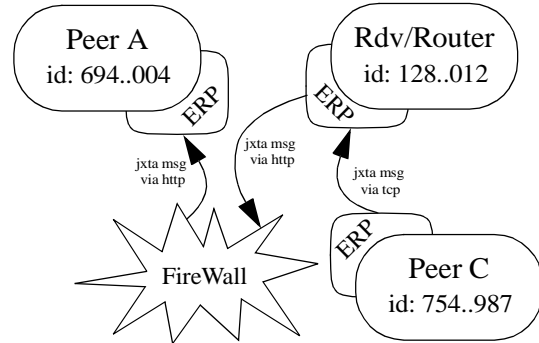 Peer A
id: 694..004
ERP
Rdv/Router
id: 128..012
ERP
jxta msg
via http
jxta msg
via http
jxta msg
via tcp
FireWall
ERP
Peer C
id: 754..987